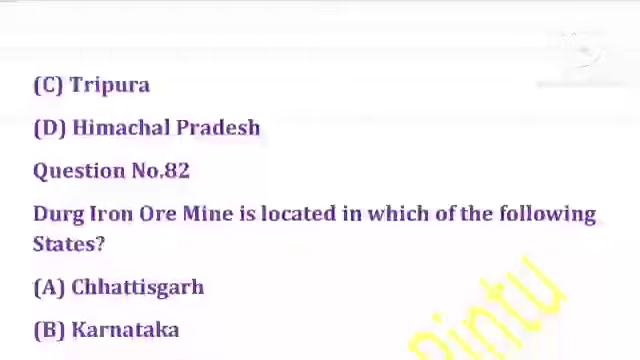 (C) Tripura
(D) Himachal Pradesh
Question No.82
Durg Iron Ore Mine is located in which of the following
States?
(A) Chhattisgarh
(B) Karnataka
Pintu